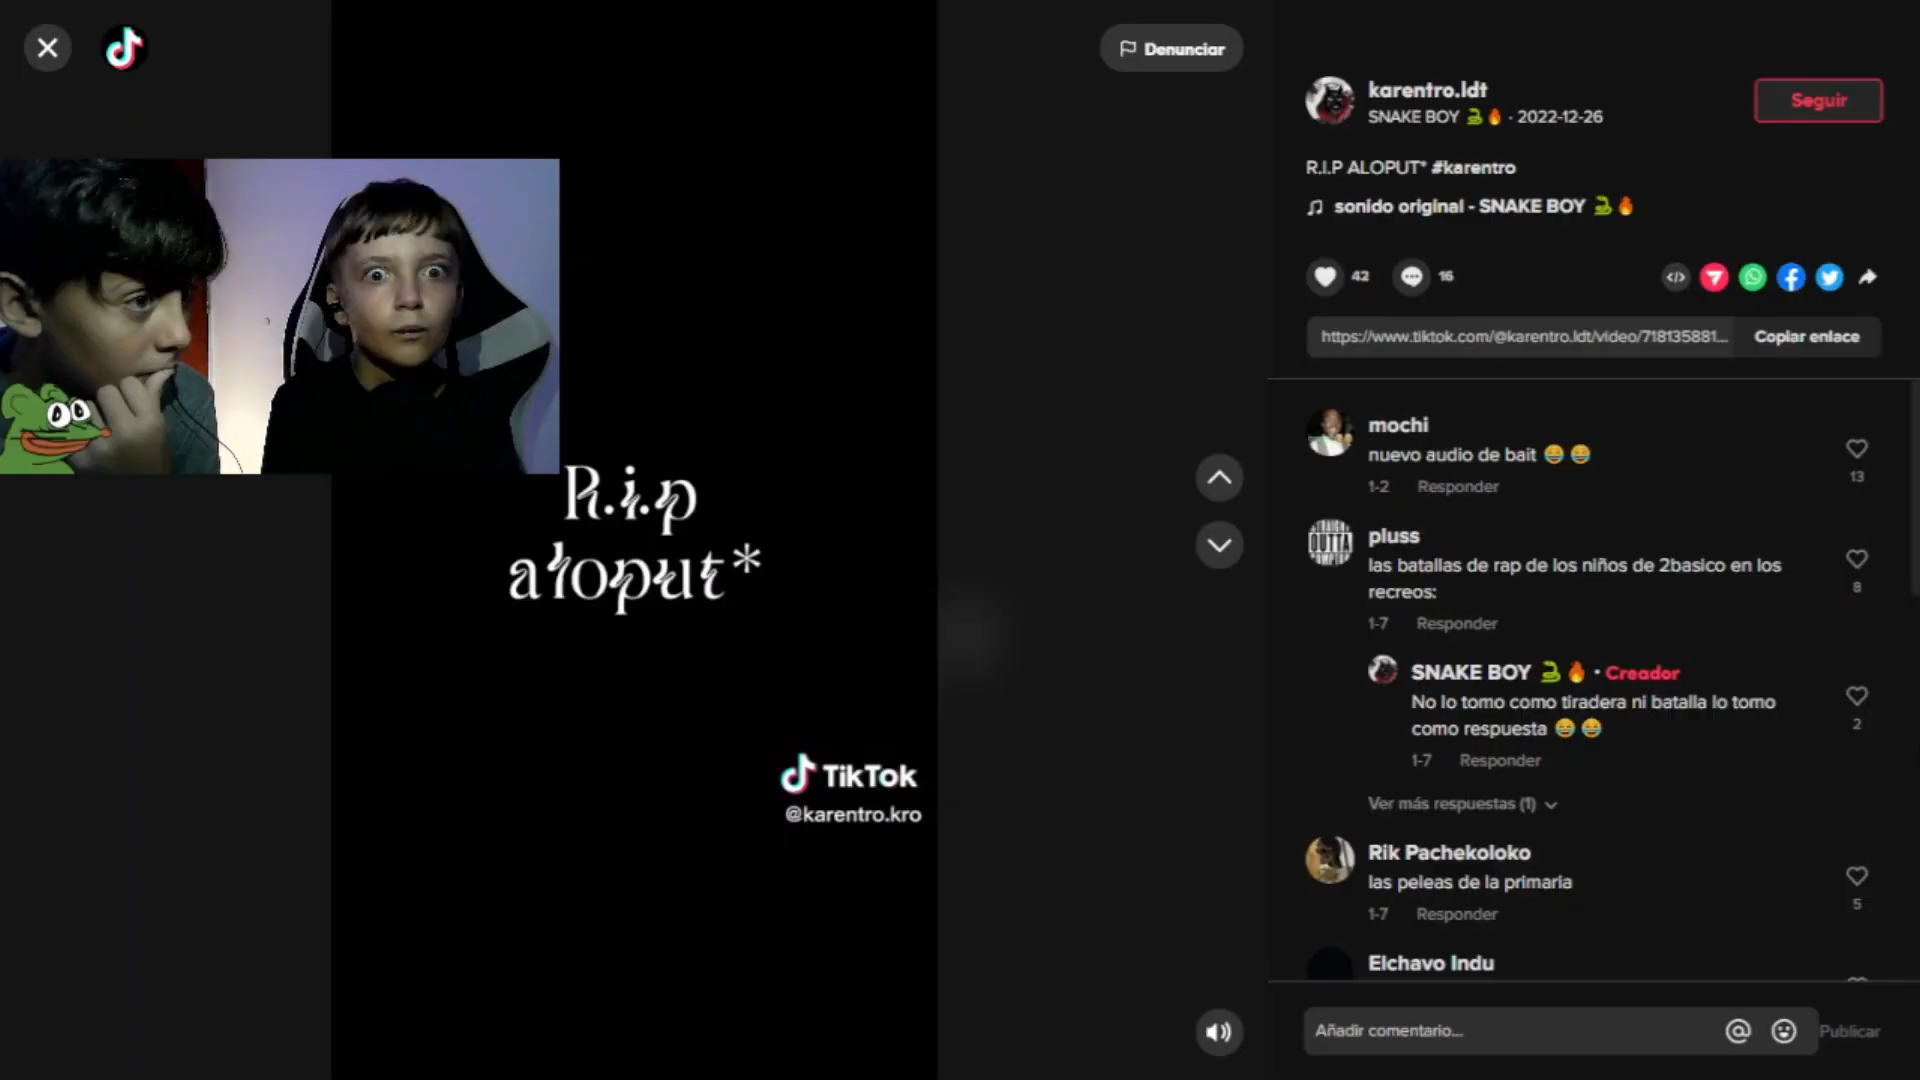 Denunciar
R.i.p
aloput*
TikTok
@karentro.kro
karentro.ldt
SNAKE BOY 🐍🔥 · 2022-12-26
Seguir
R.I.P ALOPUT* #karentro
sonido original - SNAKE BOY 🐍🔥
42
16
https://www.tiktok.com/@karentro.ldt/video/718135881...
Copiar enlace
mochi
nuevo audio de bait 😂 😂
13
1-2 Responder
pluss
las batallas de rap de los niños de 2basico en los
recreos:
8
1-7 Responder
SNAKE BOY 🐍🔥 · Creador
No lo tomo como tiradera ni batalla lo tomo
como respuesta 😂 😂
2
1-7 Responder
Ver más respuestas (1)
Rik Pachekoloko
las peleas de la primaria
5
1-7 Responder
Elchavo Indu
Añadir comentario...
Publicar